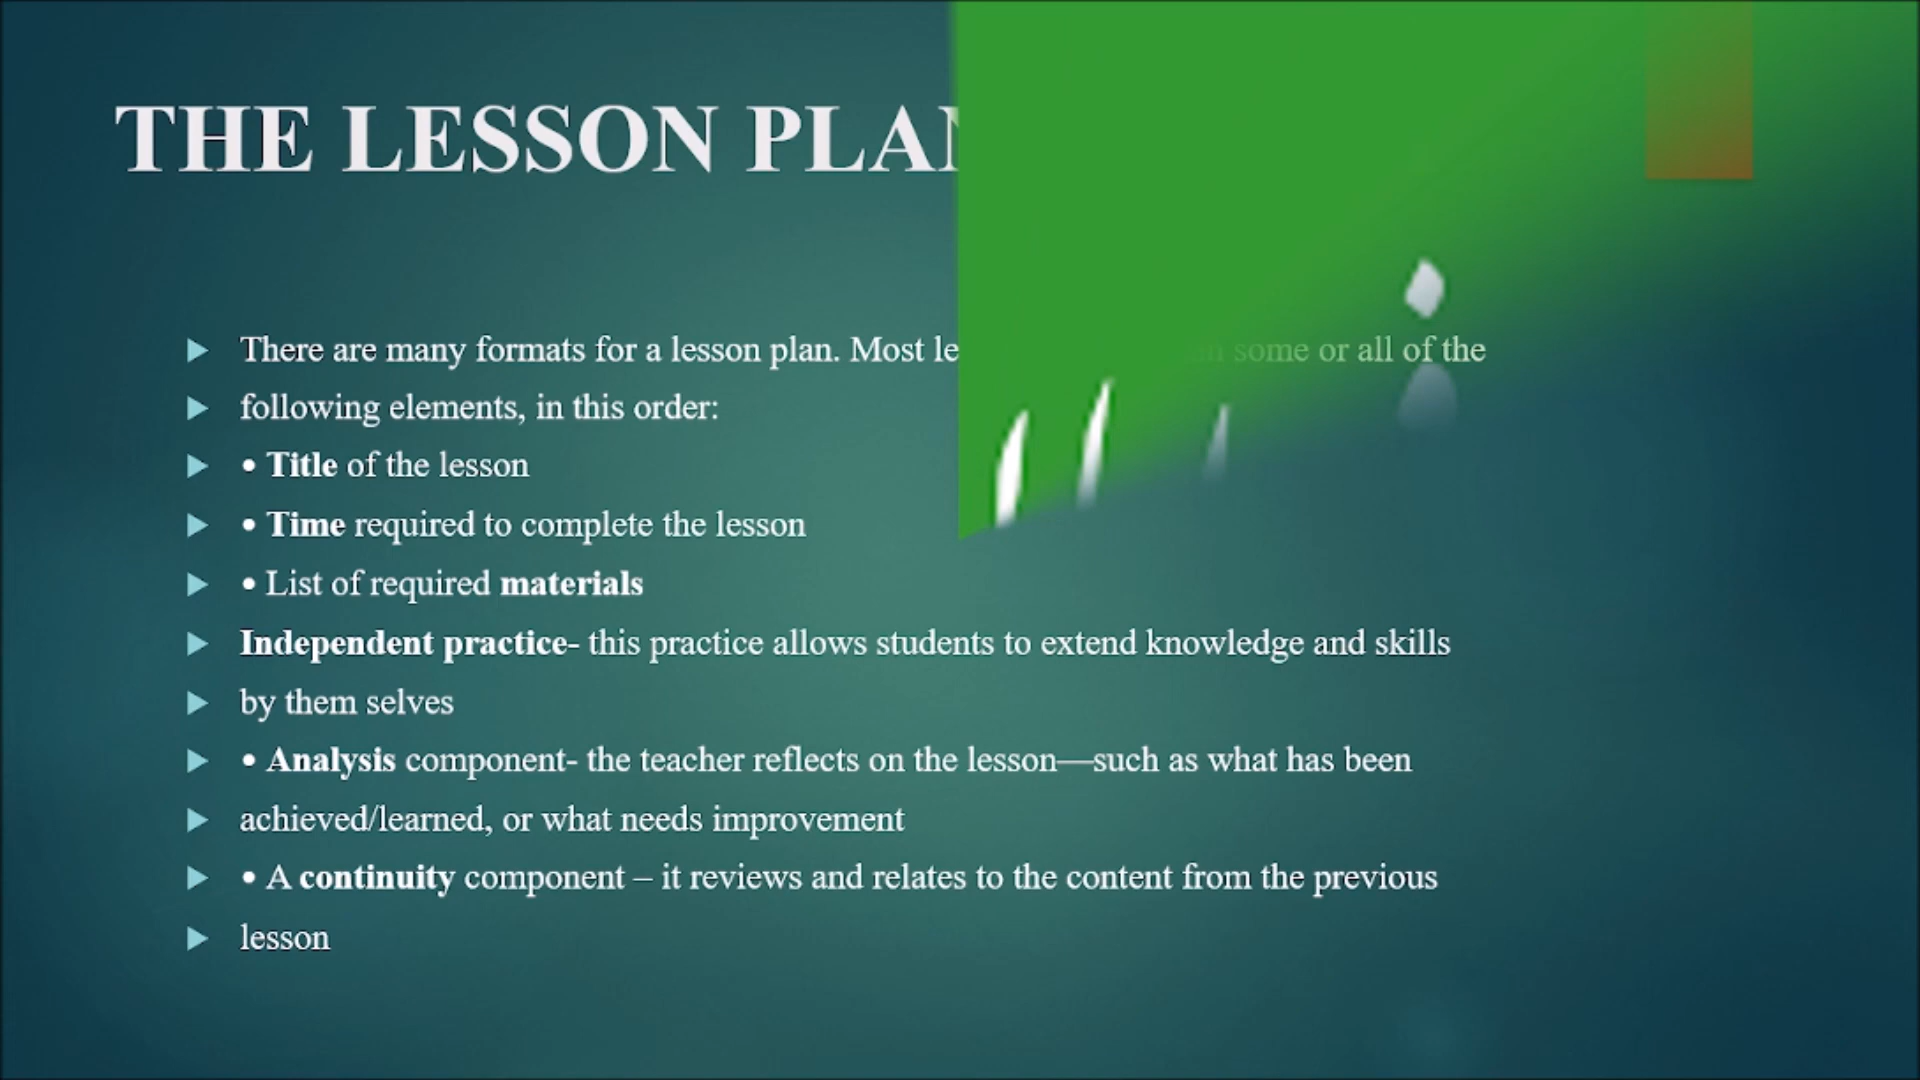 THE LESSON PLAN
▶ There are many formats for a lesson plan. Most some or all of the
▶ following elements, in this order:
▶ • Title of the lesson
▶ • Time required to complete the lesson
▶ • List of required materials
▶ Independent practice- this practice allows students to extend knowledge and skills
▶ by them selves
▶ • Analysis component- the teacher reflects on the lesson—such as what has been
▶ achieved/learned, or what needs improvement
▶ • A continuity component – it reviews and relates to the content from the previous
▶ lesson